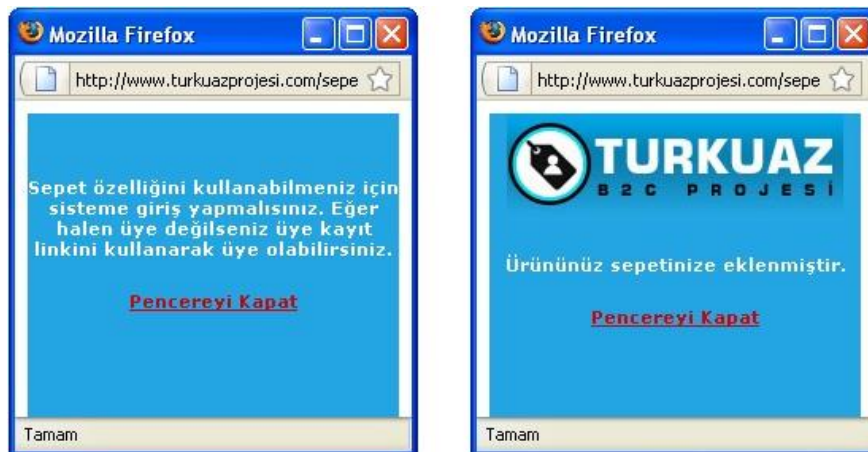 Mozilla Firefox
http://www.turkuazprojesi.com/sepe
Sepet özelliğini kullanabilmeniz için
sisteme giriş yapmalısınız. Eğer
halen üye değilseniz üye kayıt
linkini kullanarak üye olabilirsiniz.
Pencereyi Kapat
Tamam
Mozilla Firefox
http://www.turkuazprojesi.com/sepe
TURKUAZ
B2C PROJESİ
Ürününüz sepetinize eklenmiştir.
Pencereyi Kapat
Tamam